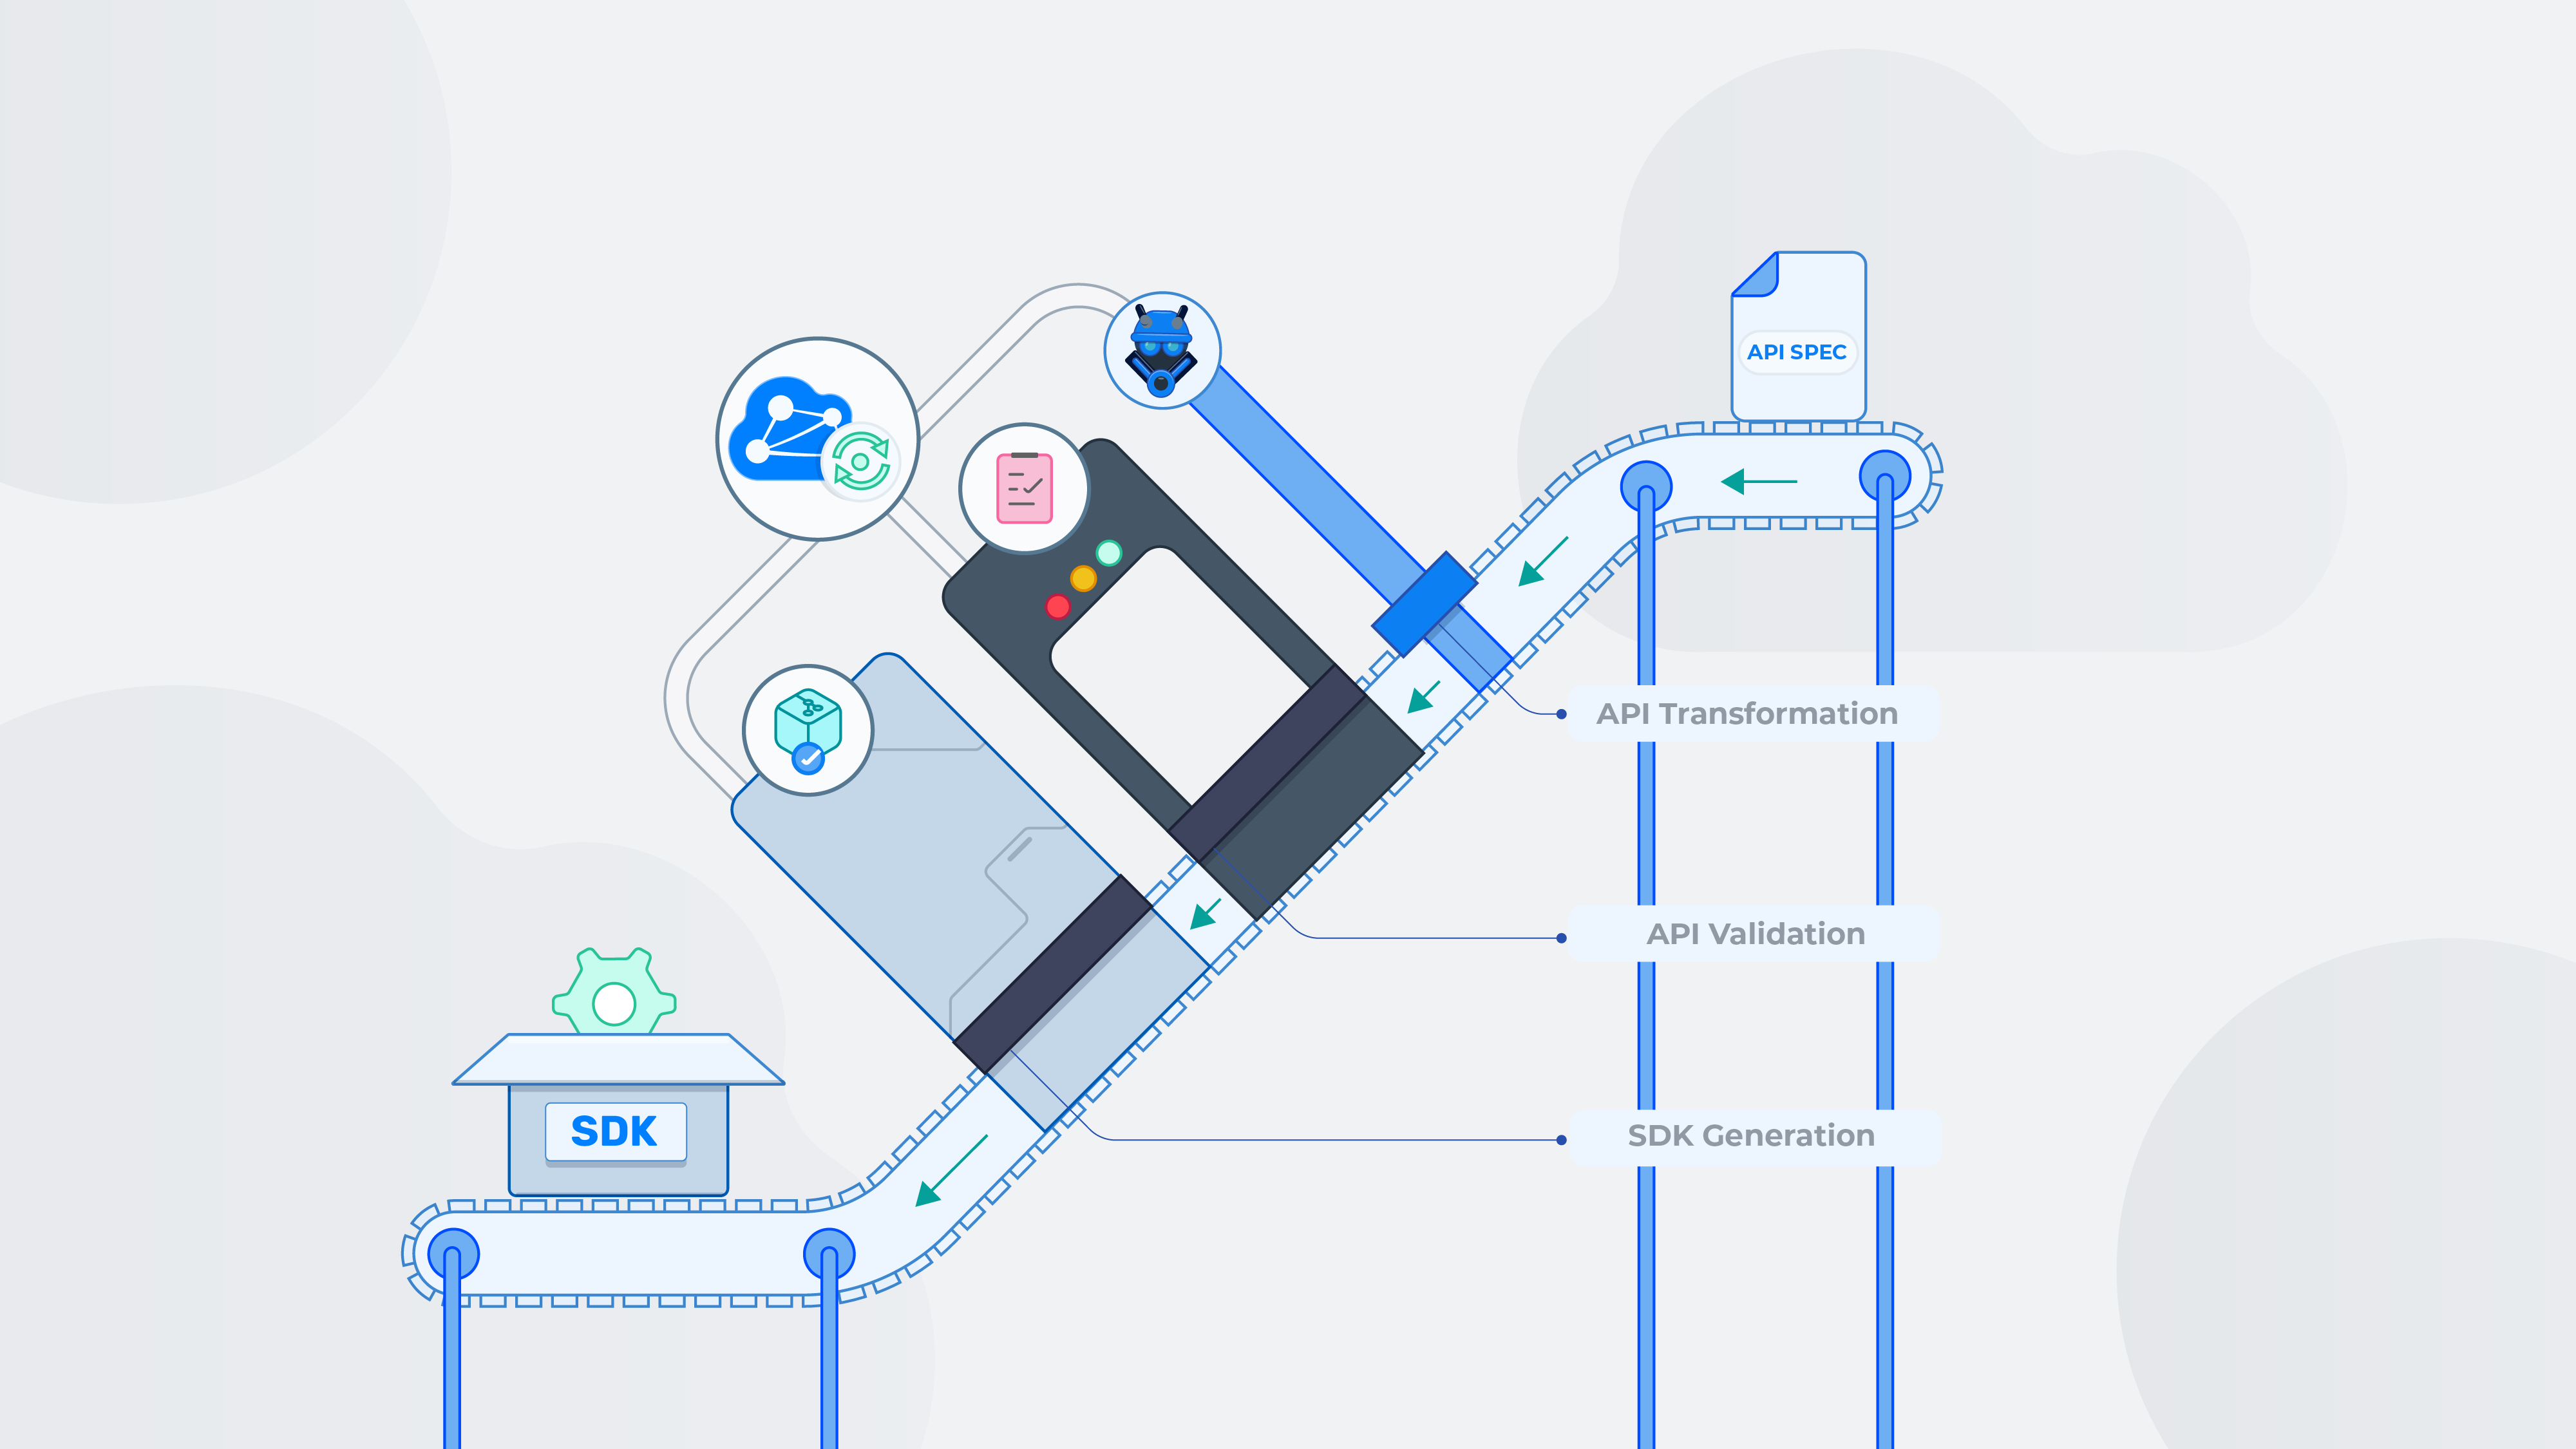 API SPEC
API Transformation
API Validation
SDK Generation
SDK